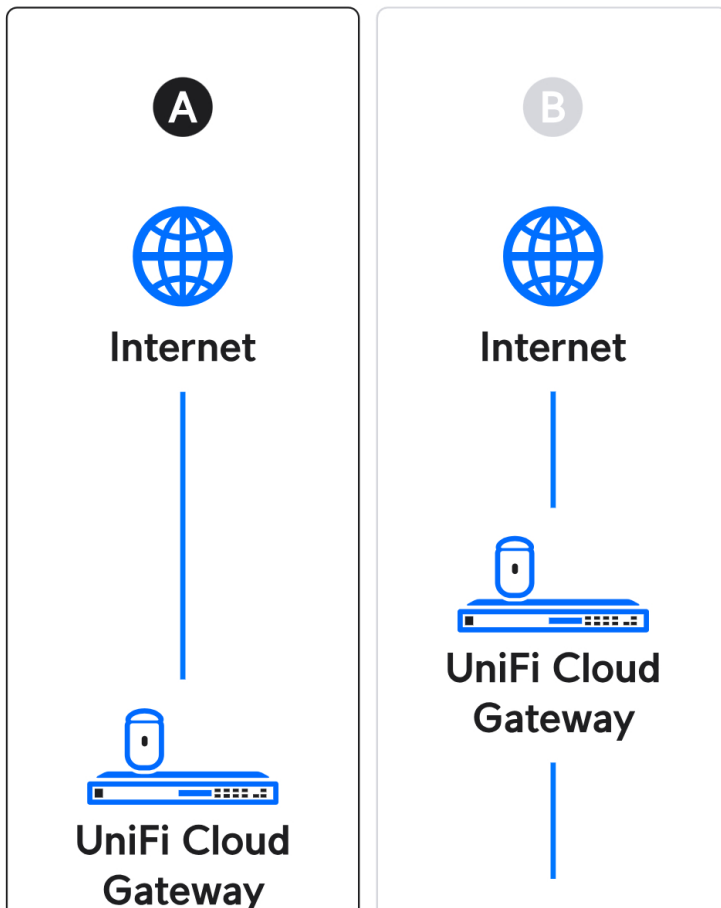 A
Internet
UniFi Cloud
Gateway
B
Internet
UniFi Cloud
Gateway